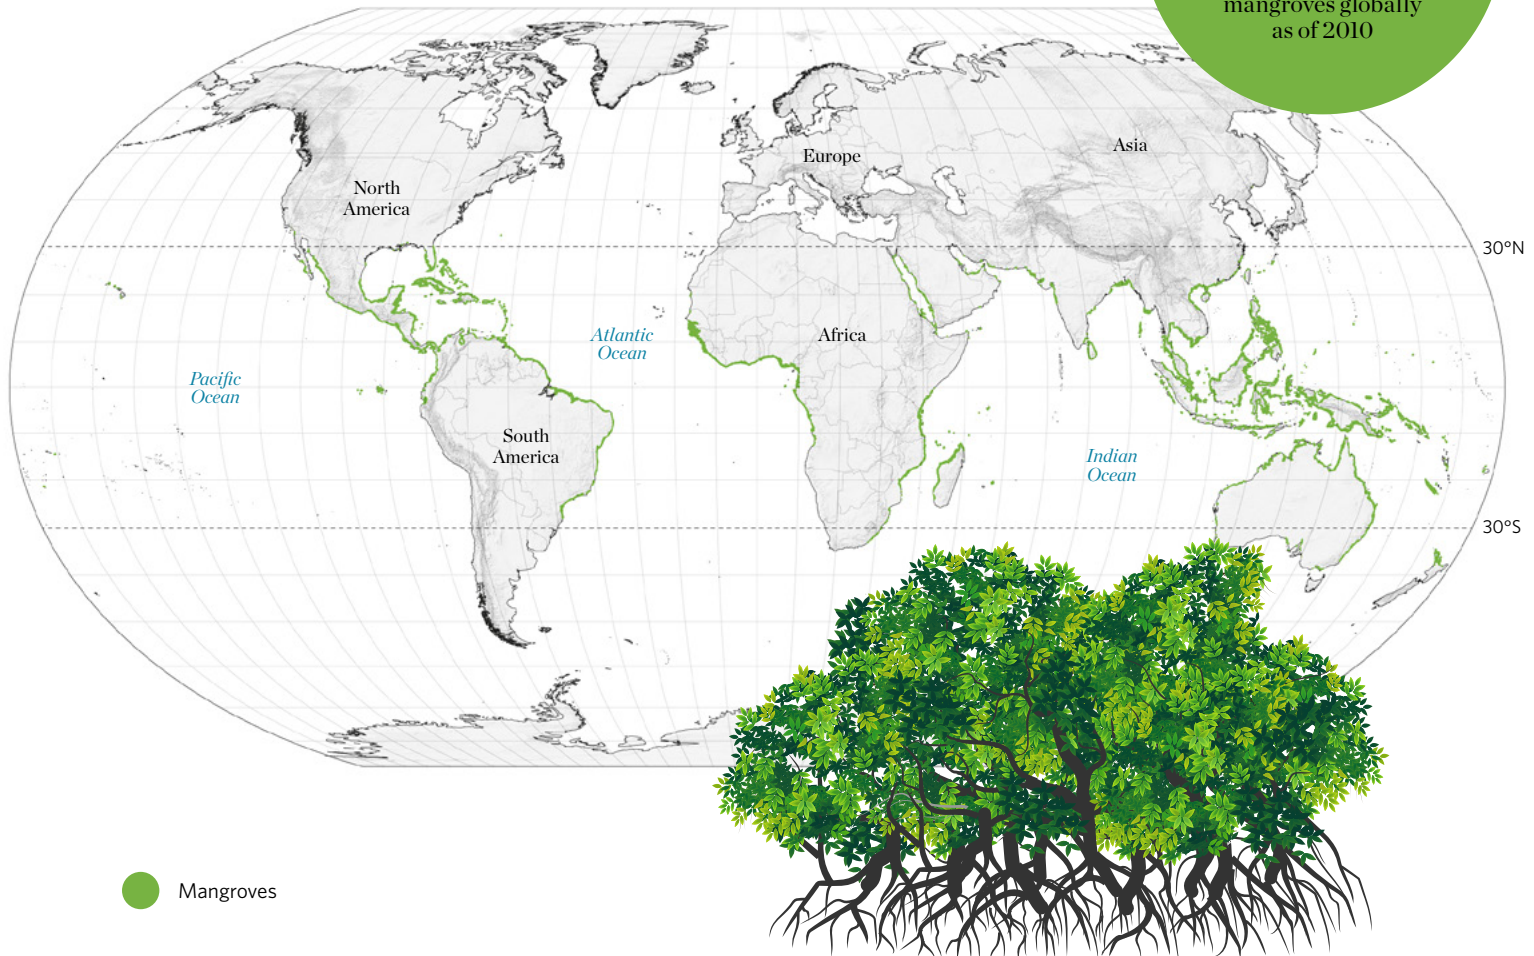 mangroves globally
as of 2010
Europe
Asia
North
America
30°N
Atlantic
Ocean
Africa
Pacific
Ocean
South
America
Indian
Ocean
30°S
Mangroves